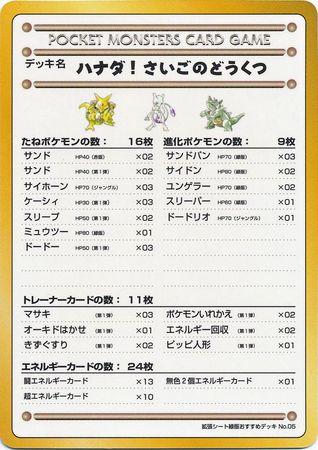 POCKET MONSTERS CARD GAME
デッキ名 ハナダ!さいごのどうくつ
たねポケモンの数: 16枚
サンド HP40 (赤版) ×02
サンド HP40 (第1弾) ×02
サイホーン HP70 (ジャングル) ×03
ケーシィ HP30 (第1弾) ×03
スリープ HP50 (第1弾) ×02
ミュウツー HP60 (緑版) ×01
ドードー HP50 (第1弾) ×03
進化ポケモンの数: 9枚
サンドパン HP70 (緑版) ×03
サイドン HP80 (緑版) ×02
ユンゲラー HP70 (緑版) ×02
スリーパー HP80 (緑版) ×01
ドードリオ HP70 (ジャングル) ×01
トレーナーカードの数: 11枚
マサキ (第1弾) ×03
オーキドはかせ (第1弾) ×01
きずぐすり (第1弾) ×02
ポケモンいれかえ (第1弾) ×02
エネルギー回収 (第1弾) ×02
ピッピ人形 (第1弾) ×01
エネルギーカードの数: 24枚
闘エネルギーカード ×13
超エネルギーカード ×10
無色2個エネルギーカード ×01
拡張シート緑版おすすめデッキ No.05